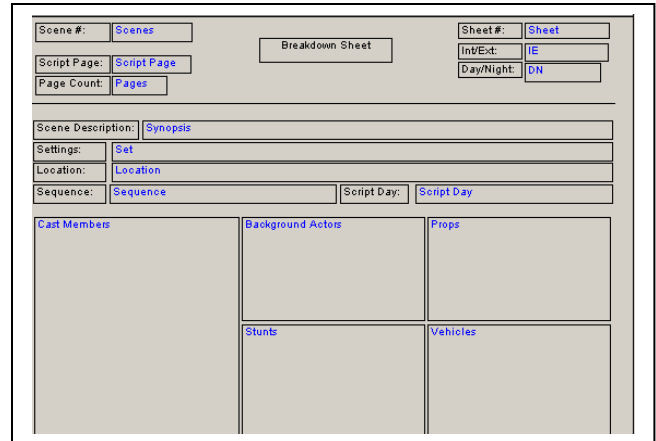 Scene #: Scenes Sheet #: Sheet
Breakdown Sheet
Int/Ext: IE
Script Page: Script Page
Day/Night: DN
Page Count: Pages
Scene Description: Synopsis
Settings: Set
Location: Location
Sequence: Sequence Script Day: Script Day
Cast Members Background Actors Props
Stunts Vehicles